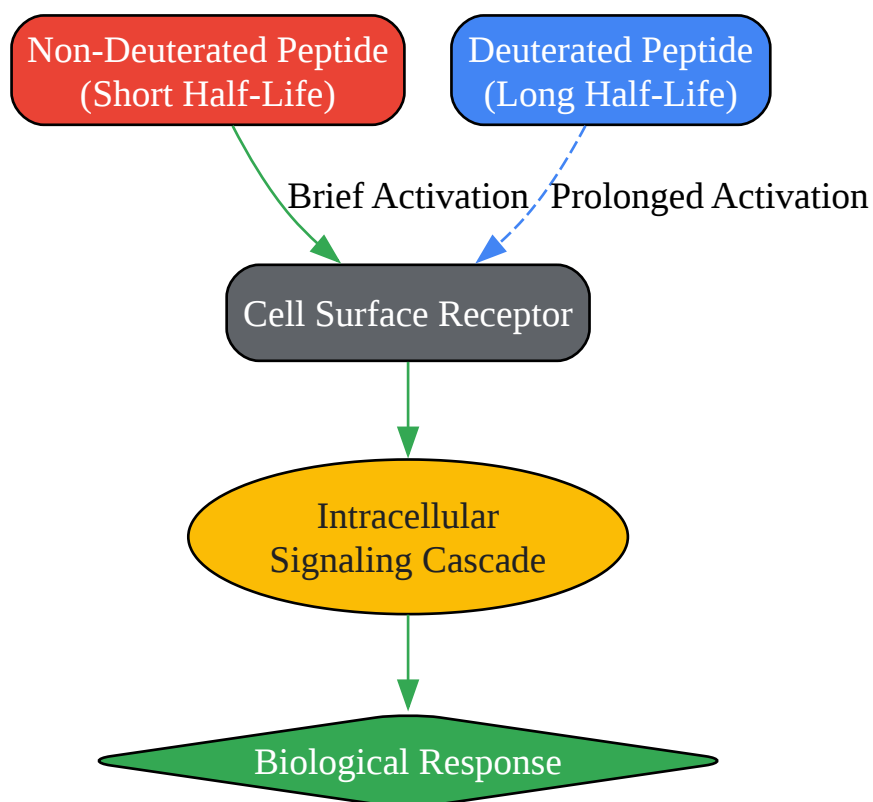 Non-Deuterated Peptide
(Short Half-Life)
Deuterated Peptide
(Long Half-Life)
Brief Activation
Prolonged Activation
Cell Surface Receptor
Intracellular
Signaling Cascade
Biological Response